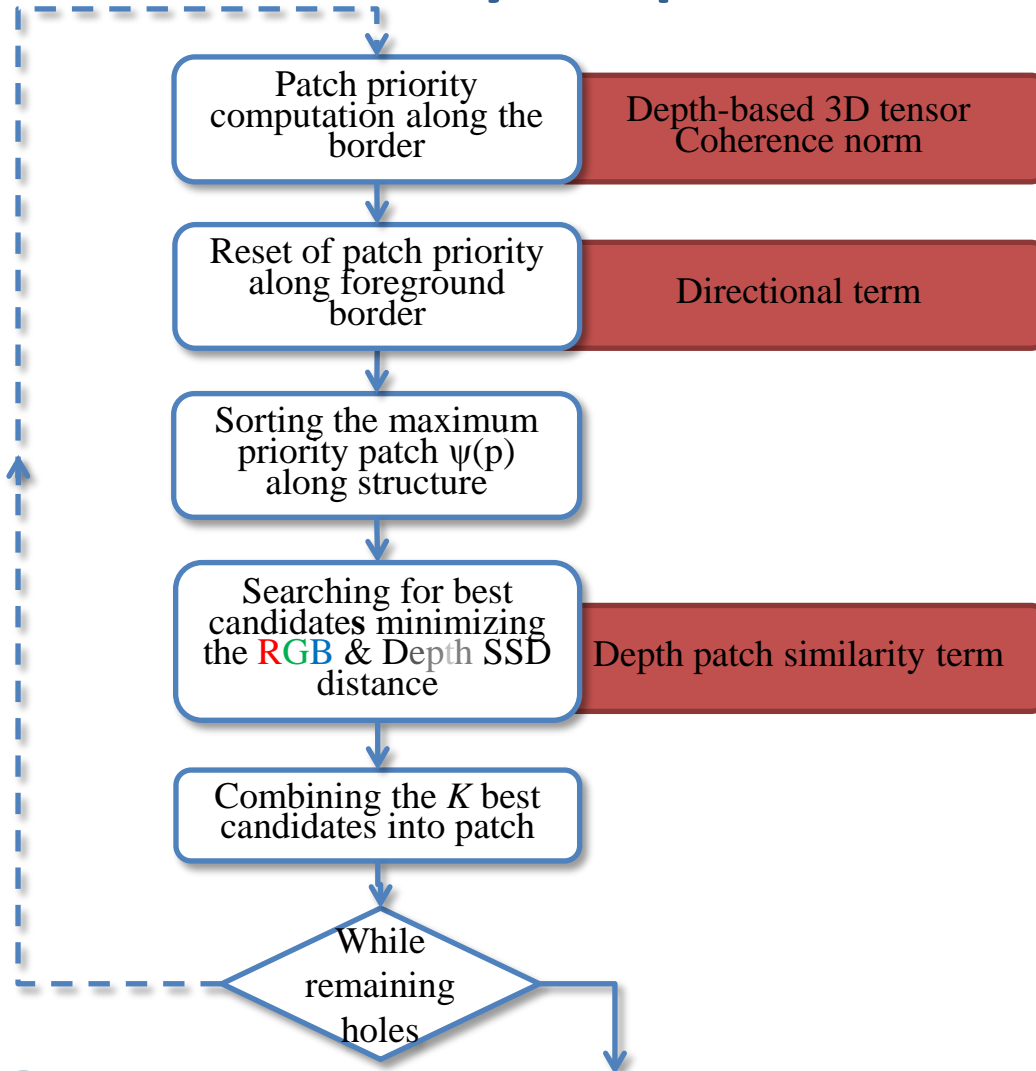 Patch priority
computation along the
border
Depth-based 3D tensor
Coherence norm
Reset of patch priority
along foreground
border
Directional term
Sorting the maximum
priority patch ψ(p)
along structure
Searching for best
candidates minimizing
the RGB & Depth SSD
distance
Depth patch similarity term
Combining the K best
candidates into patch
While
remaining
holes